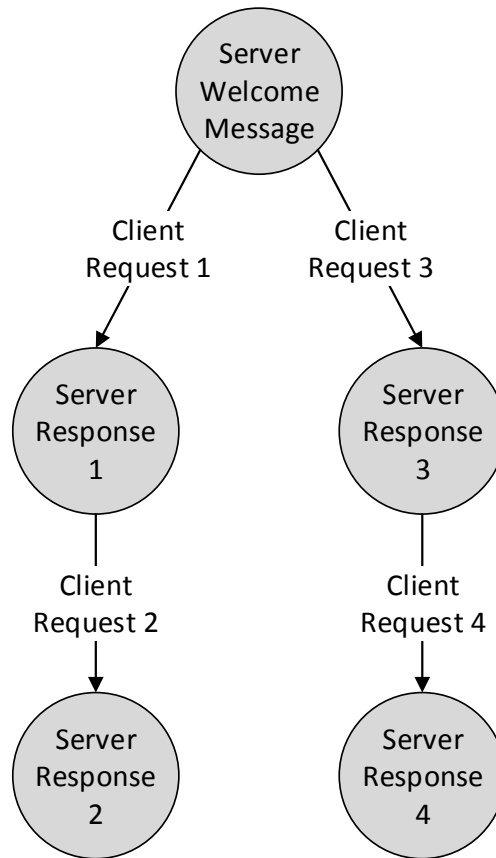 Server
Welcome
Message
Client
Request 1
Client
Request 3
Server
Response
1
Server
Response
3
Client
Request 2
Client
Request 4
Server
Response
2
Server
Response
4